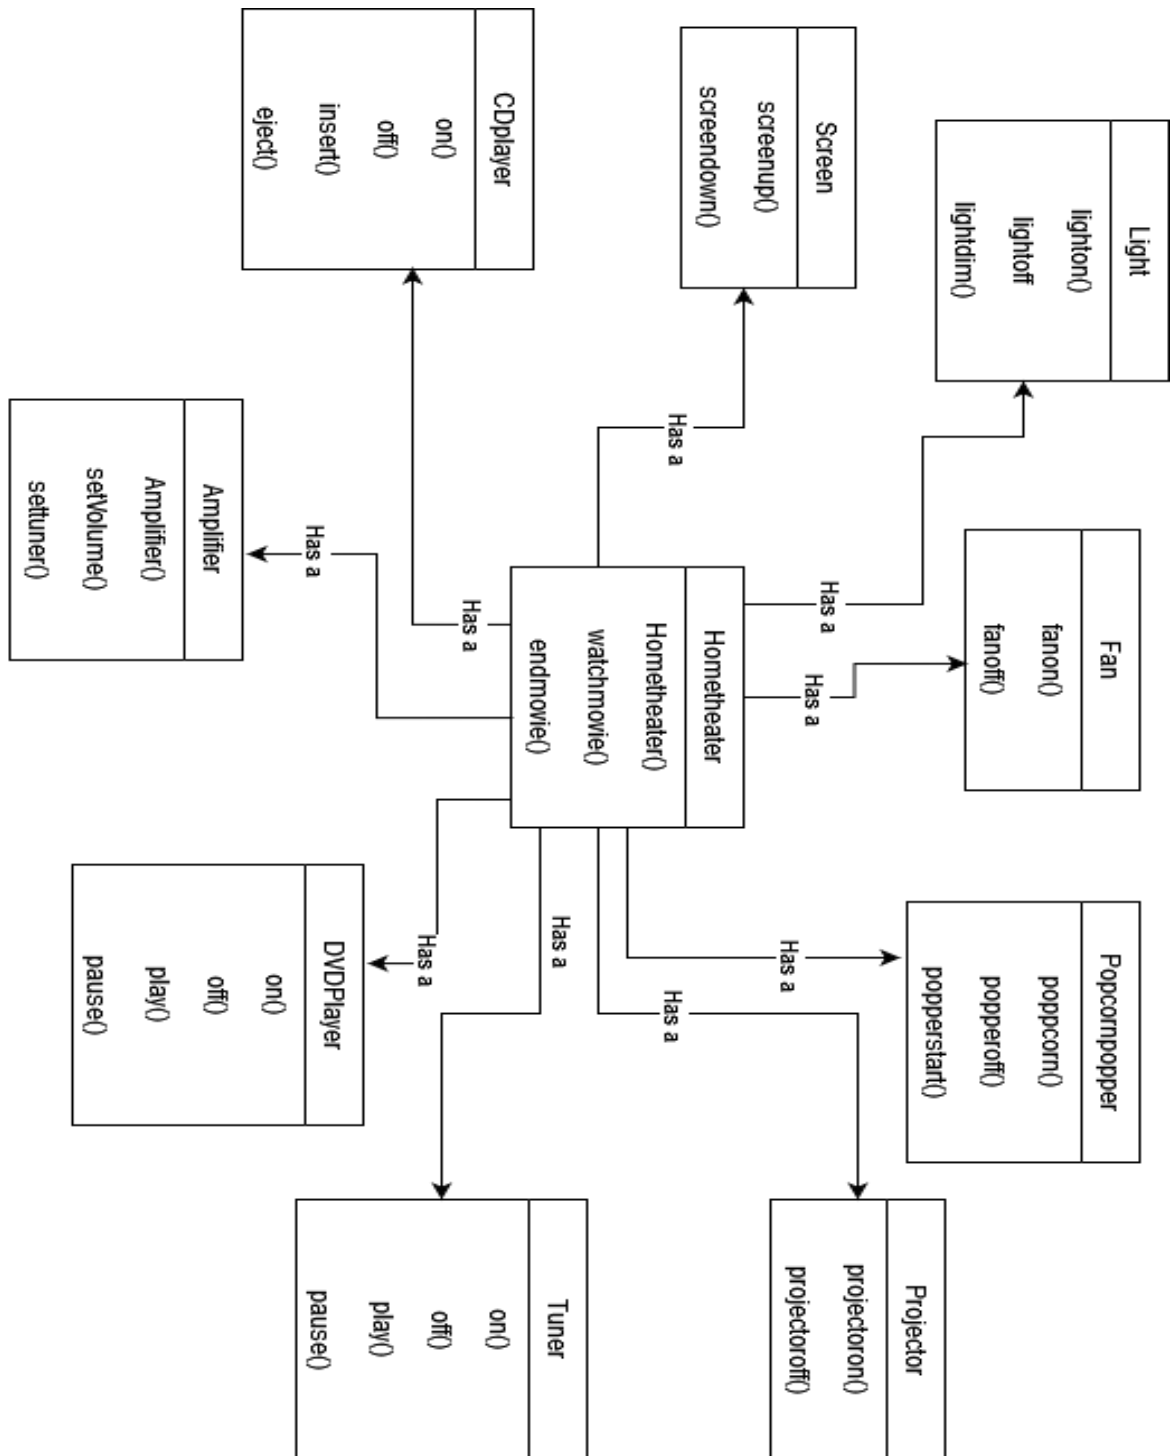 CDplayer
on()
off()
insert()
eject()
Screen
screenup()
screendown()
Light
lighton()
lightoff
lightdim()
Amplifier
Amplifier()
setVolume()
settuner()
Has a
Has a
Has a
Has a
Has a
Hometheater
Hometheater()
watchmovie()
endmovie()
Fan
fanon()
fanoff()
Has a
Has a
Has a
Has a
DVDPlayer
on()
off()
play()
pause()
Popcornpopper
poppcorn()
popperoff()
popperstart()
Tuner
on()
off()
play()
pause()
Projector
projectoron()
projectoroff()